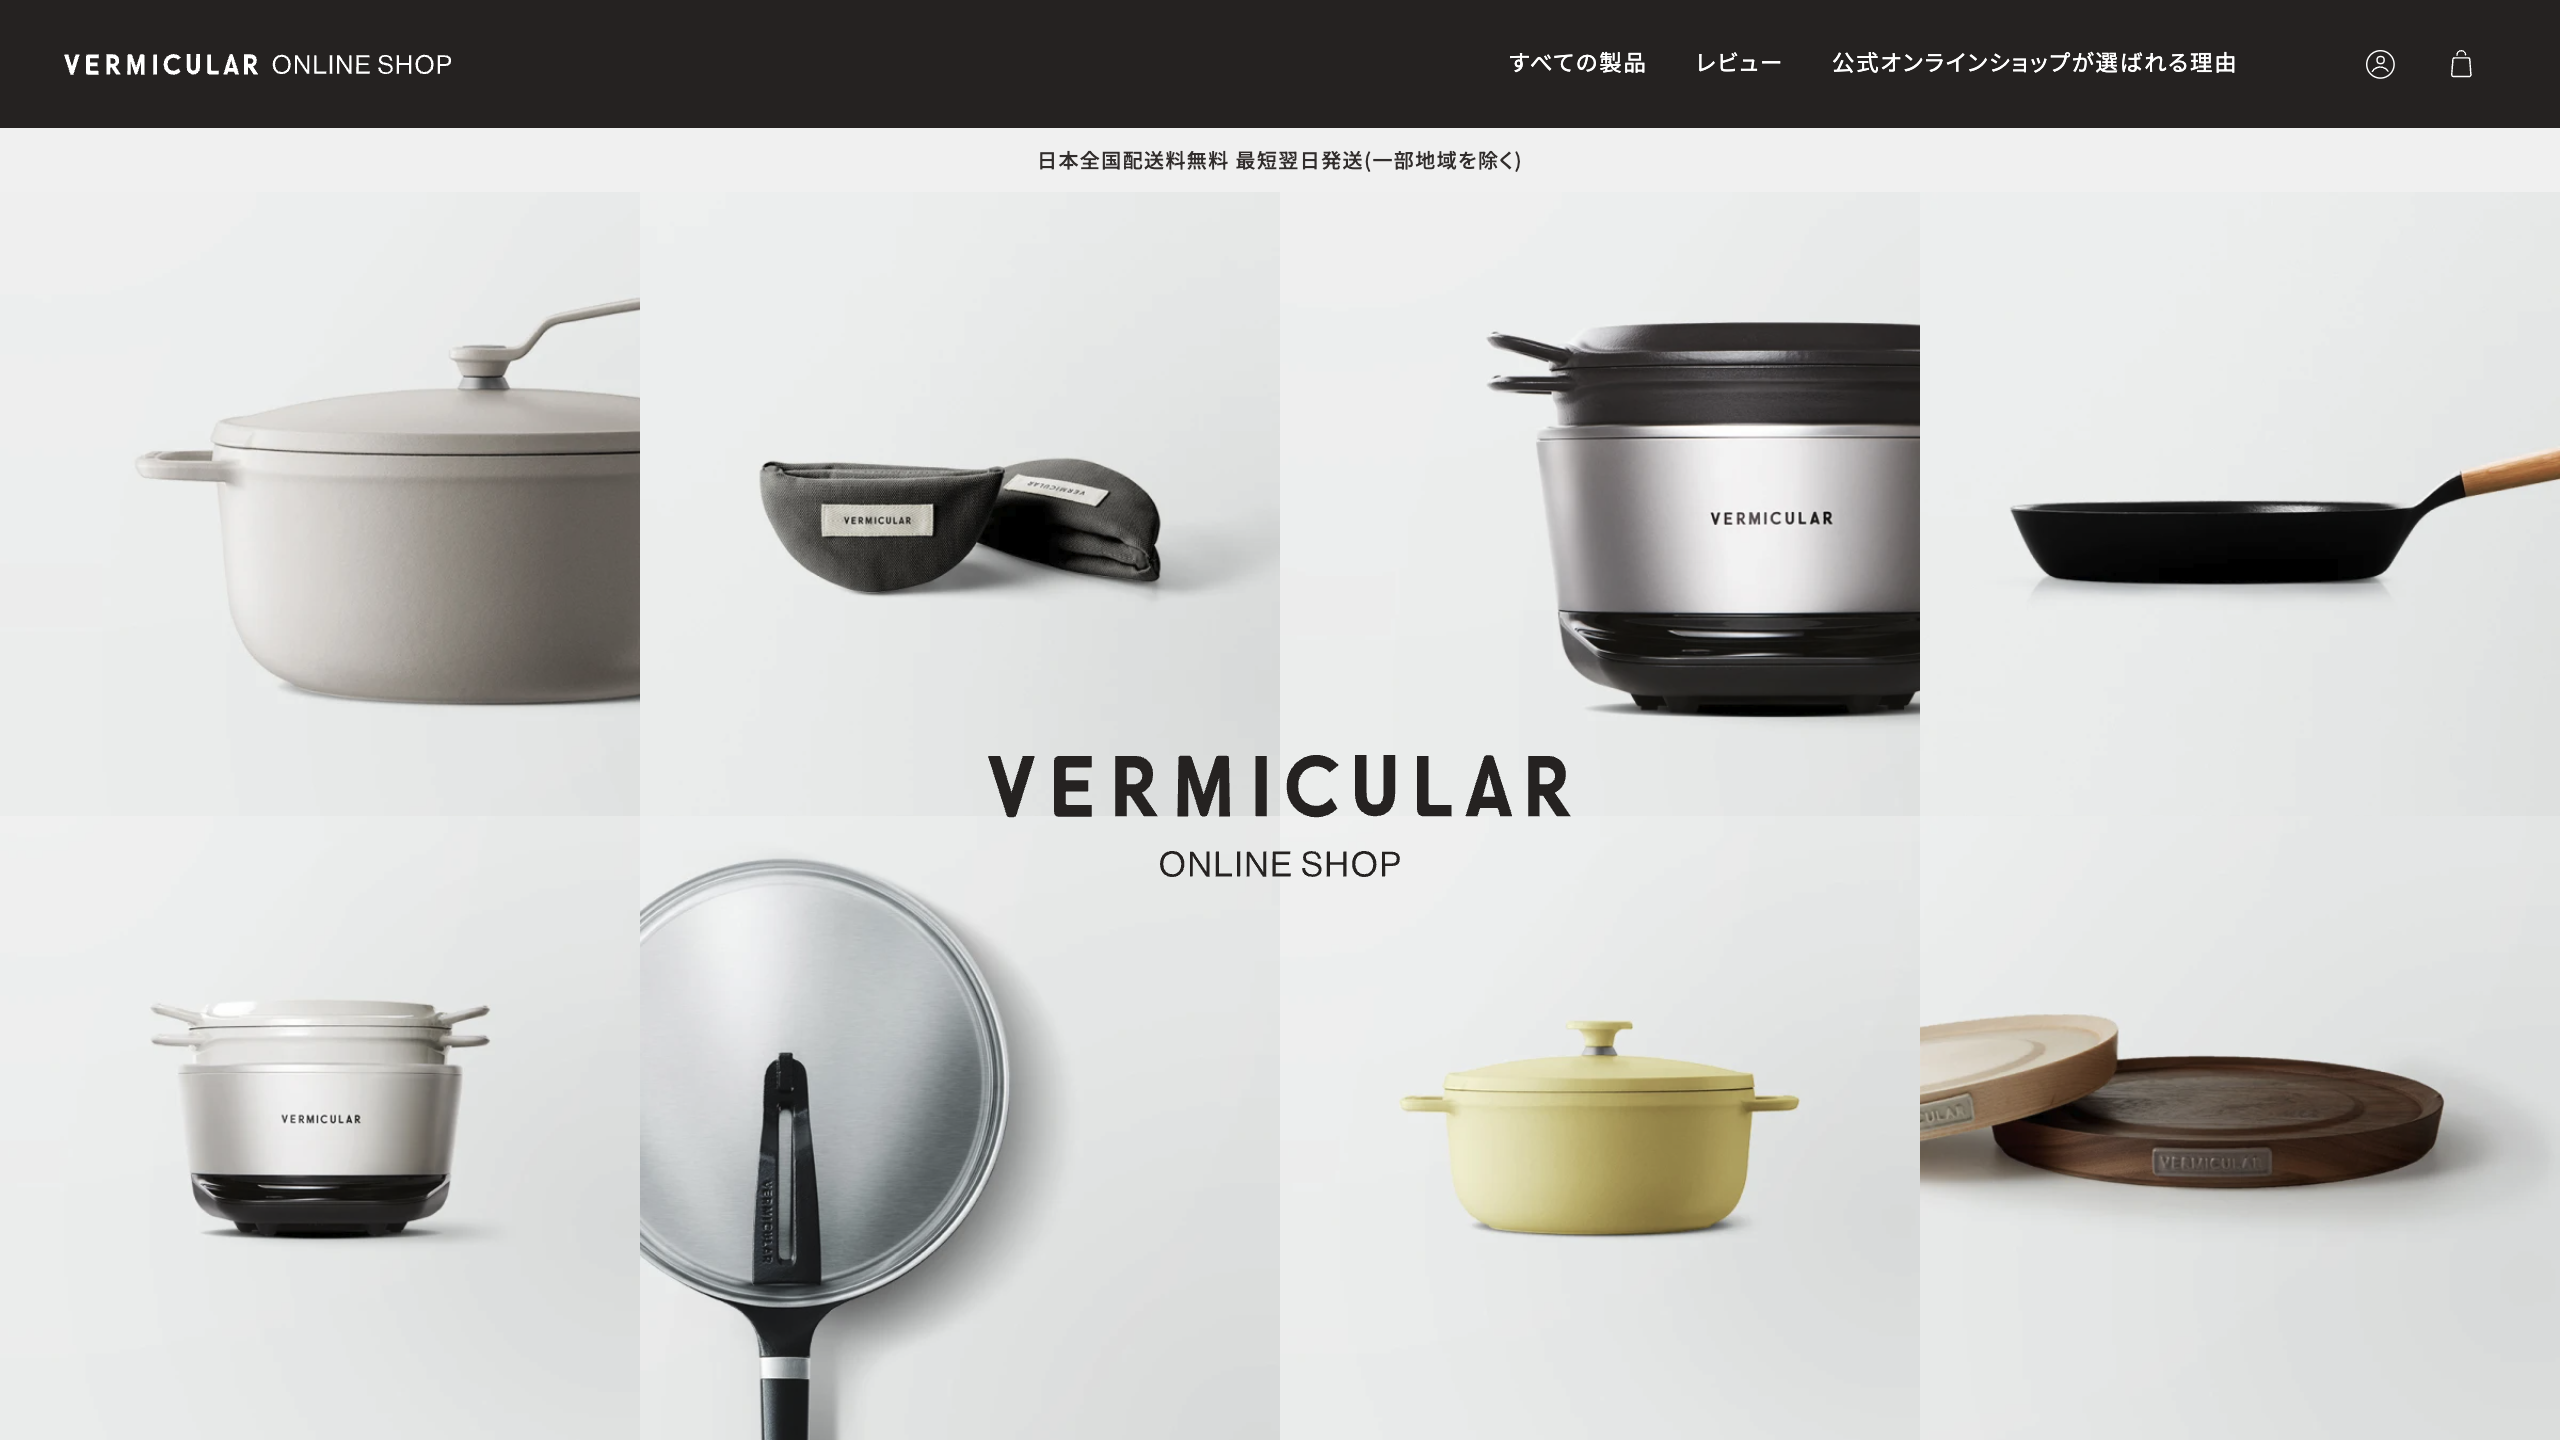 VERMICULAR ONLINE SHOP
すべての製品
レビュー
公式オンラインショップが選ばれる理由
日本全国配送料無料 最短翌日発送(一部地域を除く)
VERMICULAR
VERMICULAR
VERMICULAR
VERMICULAR
ONLINE SHOP
VERMICULAR
VERMICULAR
CULAR
VERMICULAR